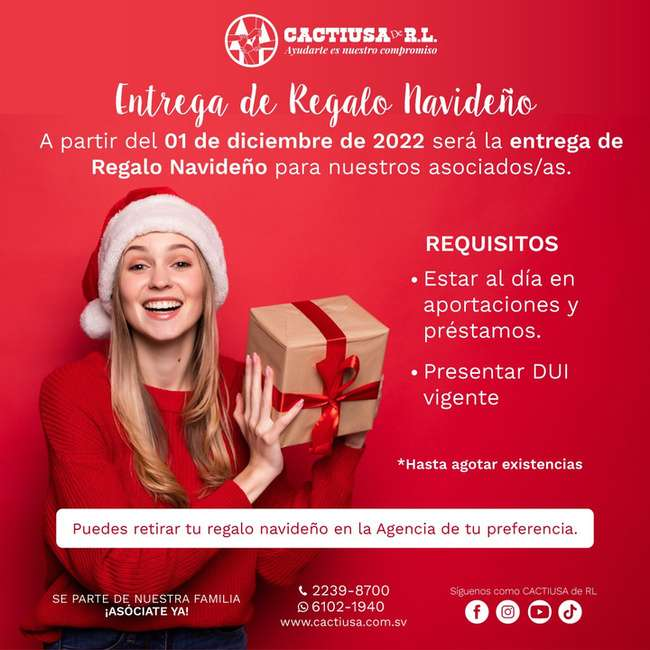 CACTIUSA De R.L.
Ayudarte es nuestro compromiso
Entrega de Regalo Navideño
A partir del 01 de diciembre de 2022 será la entrega de
Regalo Navideño para nuestros asociados/as.
REQUISITOS
• Estar al día en
aportaciones y
préstamos.
• Presentar DUI
vigente
*Hasta agotar existencias
Puedes retirar tu regalo navideño en la Agencia de tu preferencia.
SE PARTE DE NUESTRA FAMILIA
¡ASÓCIATE YA!
2239-8700
6102-1940
www.cactiusa.com.sv
Síguenos como CACTIUSA de RL